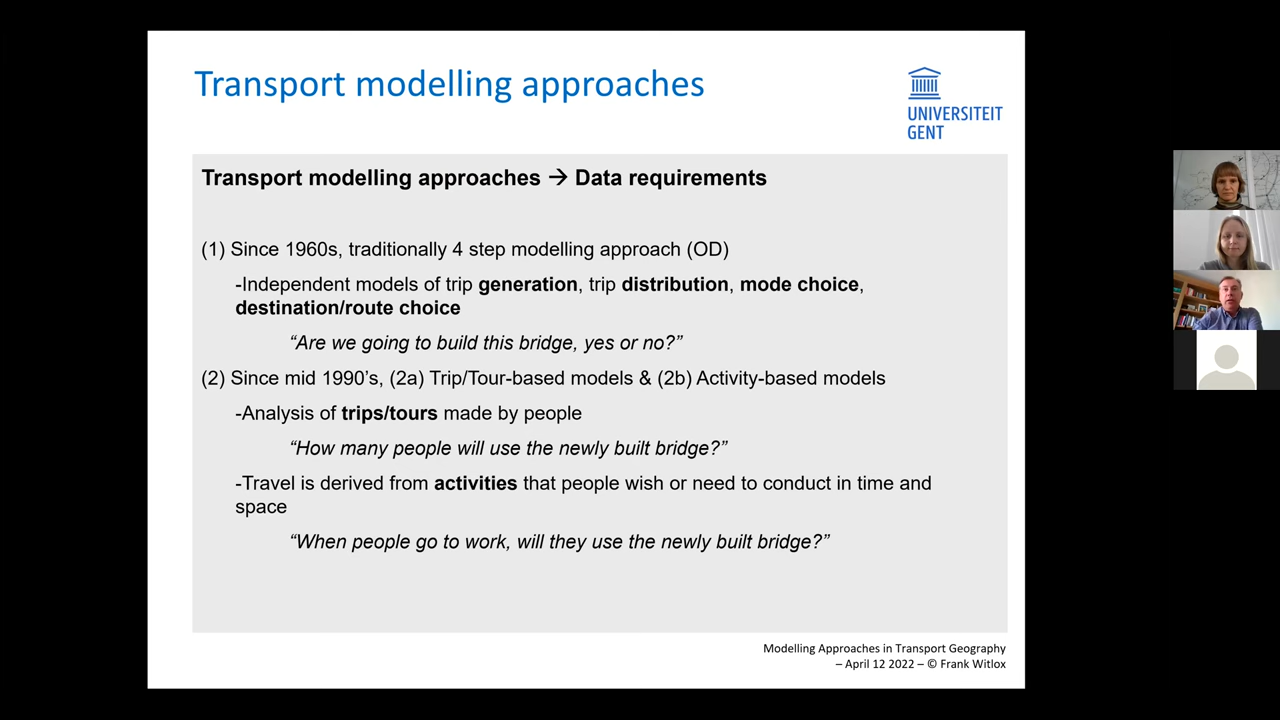 Transport modelling approaches
UNIVERSITEIT
GENT
Transport modelling approaches → Data requirements
(1) Since 1960s, traditionally 4 step modelling approach (OD)
-Independent models of trip generation, trip distribution, mode choice,
destination/route choice
“Are we going to build this bridge, yes or no?”
(2) Since mid 1990’s, (2a) Trip/Tour-based models & (2b) Activity-based models
-Analysis of trips/tours made by people
“How many people will use the newly built bridge?”
-Travel is derived from activities that people wish or need to conduct in time and
space
“When people go to work, will they use the newly built bridge?”
Modelling Approaches in Transport Geography
– April 12 2022 – © Frank Witlox